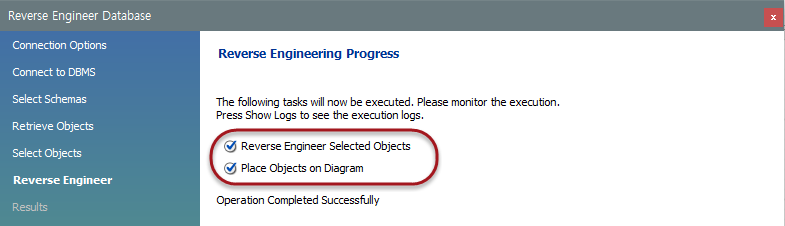 Reverse Engineer Database
x
Connection Options
Connect to DBMS
Select Schemas
Retrieve Objects
Select Objects
Reverse Engineer
Results
Reverse Engineering Progress
The following tasks will now be executed. Please monitor the execution.
Press Show Logs to see the execution logs.
Reverse Engineer Selected Objects
Place Objects on Diagram
Operation Completed Successfully